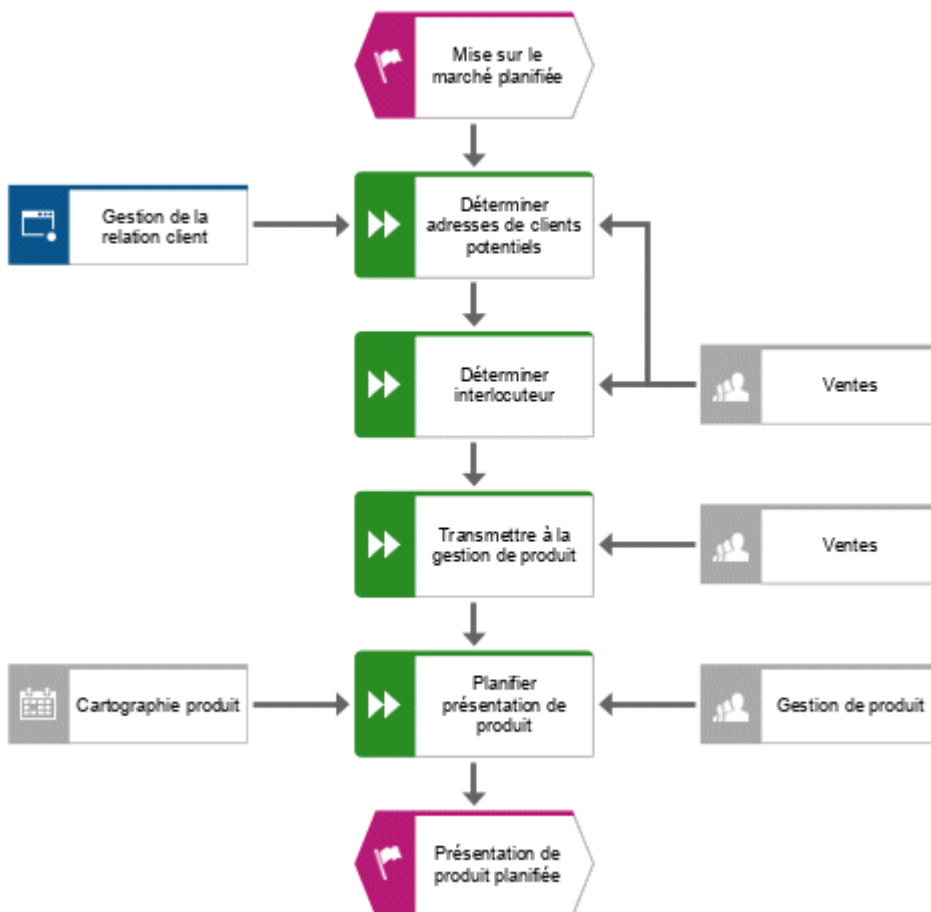 Mise sur le
marché planifiée
Gestion de la
relation client
Déterminer
adresses de clients
potentiels
Déterminer
interlocuteur
Ventes
Transmettre à la
gestion de produit
Ventes
Cartographie produit
Planifier
présentation de
produit
Gestion de produit
Présentation de
produit planifiée